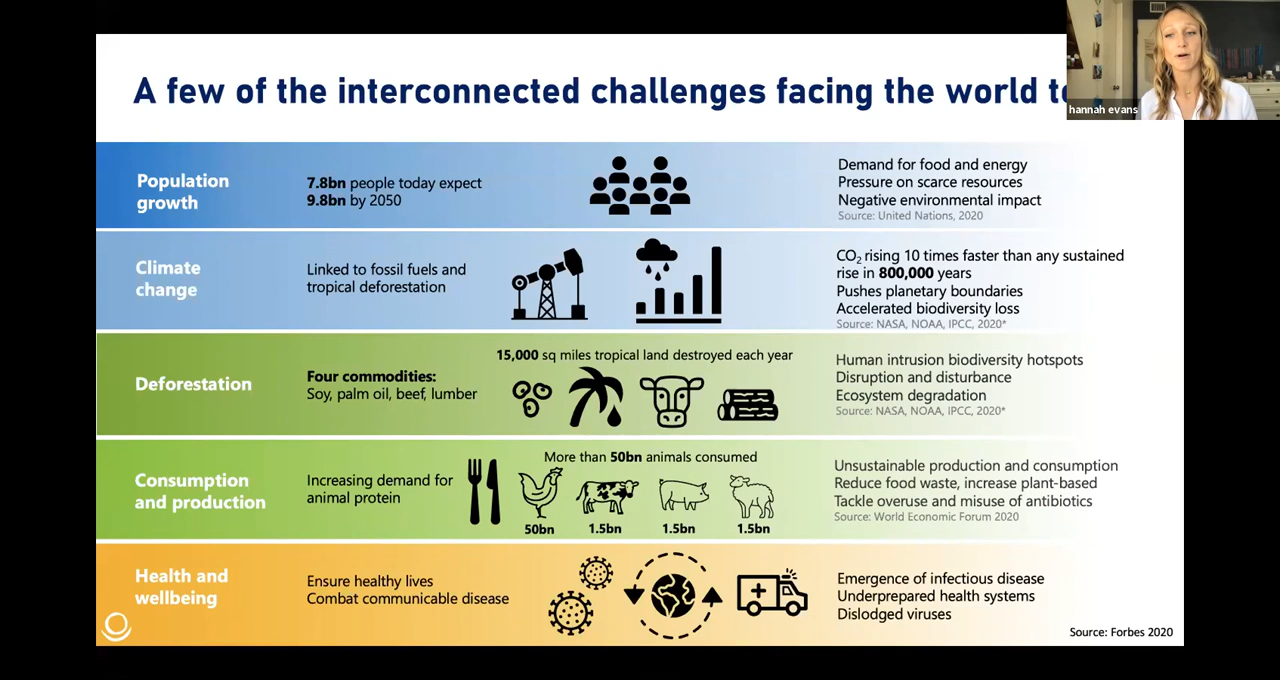 A few of the interconnected challenges facing the world
hannah evans
Population
growth
7.8bn people today expect
9.8bn by 2050
Demand for food and energy
Pressure on scarce resources
Negative environmental impact
Source: United Nations, 2020
Climate
change
Linked to fossil fuels and
tropical deforestation
CO₂ rising 10 times faster than any sustained
rise in 800,000 years
Pushes planetary boundaries
Accelerated biodiversity loss
Source: NASA, NOAA, IPCC, 2020*
Deforestation
Four commodities:
Soy, palm oil, beef, lumber
15,000 sq miles tropical land destroyed each year
Human intrusion biodiversity hotspots
Disruption and disturbance
Ecosystem degradation
Source: NASA, NOAA, IPCC, 2020*
Consumption
and production
Increasing demand for
animal protein
More than 50bn animals consumed
50bn 1.5bn 1.5bn 1.5bn
Unsustainable production and consumption
Reduce food waste, increase plant-based
Tackle overuse and misuse of antibiotics
Source: World Economic Forum 2020
Health and
wellbeing
Ensure healthy lives
Combat communicable disease
Emergence of infectious disease
Underprepared health systems
Dislodged viruses
Source: Forbes 2020